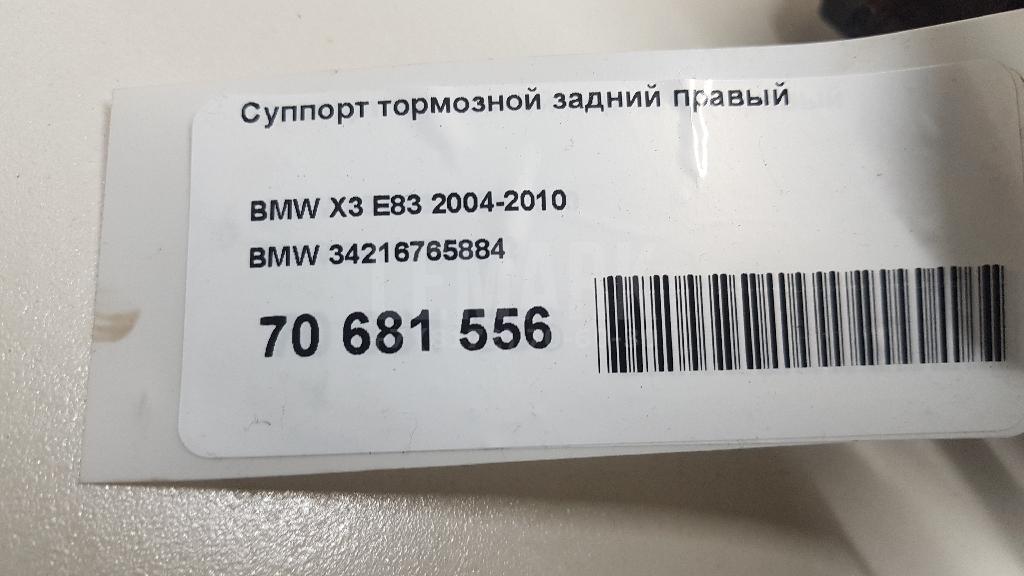 Суппорт тормозной задний правый
BMW X3 E83 2004-2010
BMW 34216765884
70 681 556